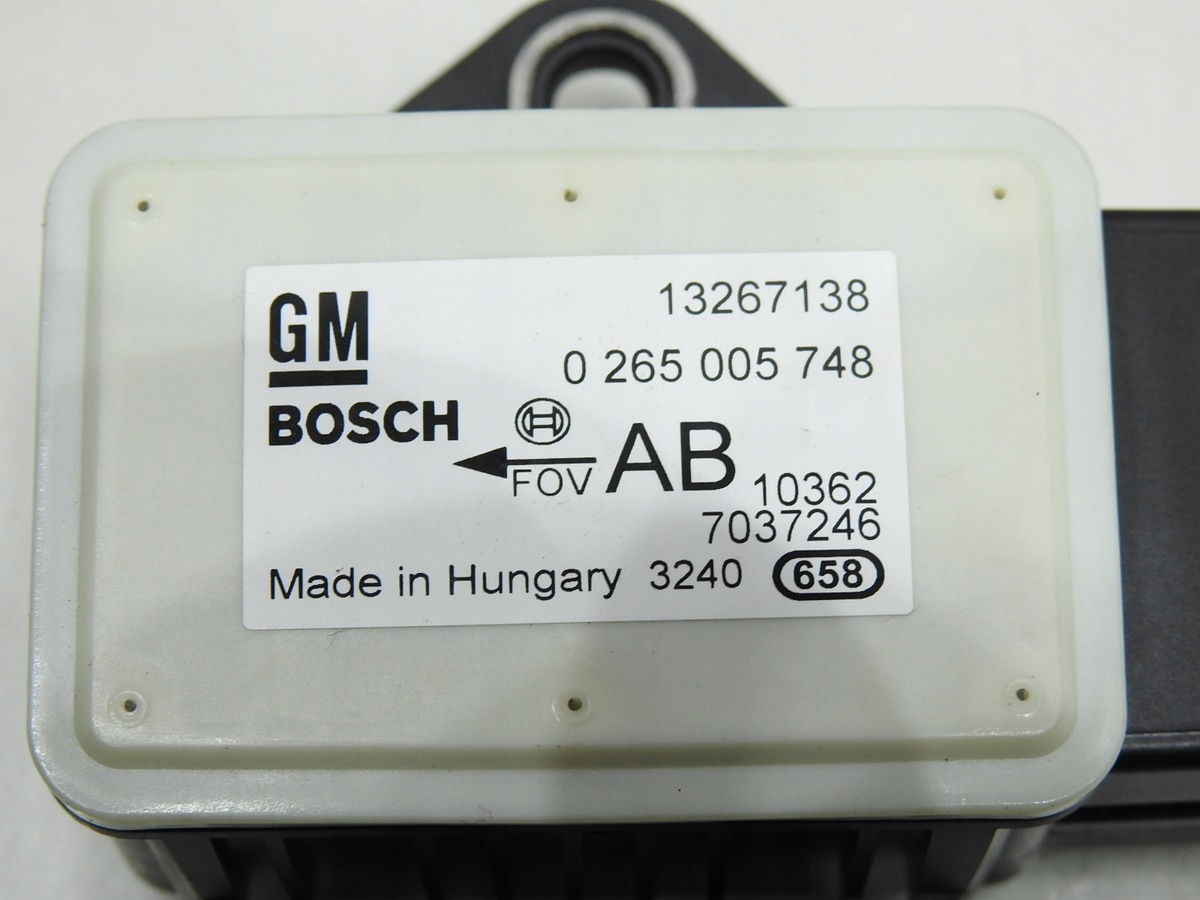 GM
13267138
0 265 005 748
BOSCH
FOV
AB
10362
7037246
Made in Hungary 3240 658